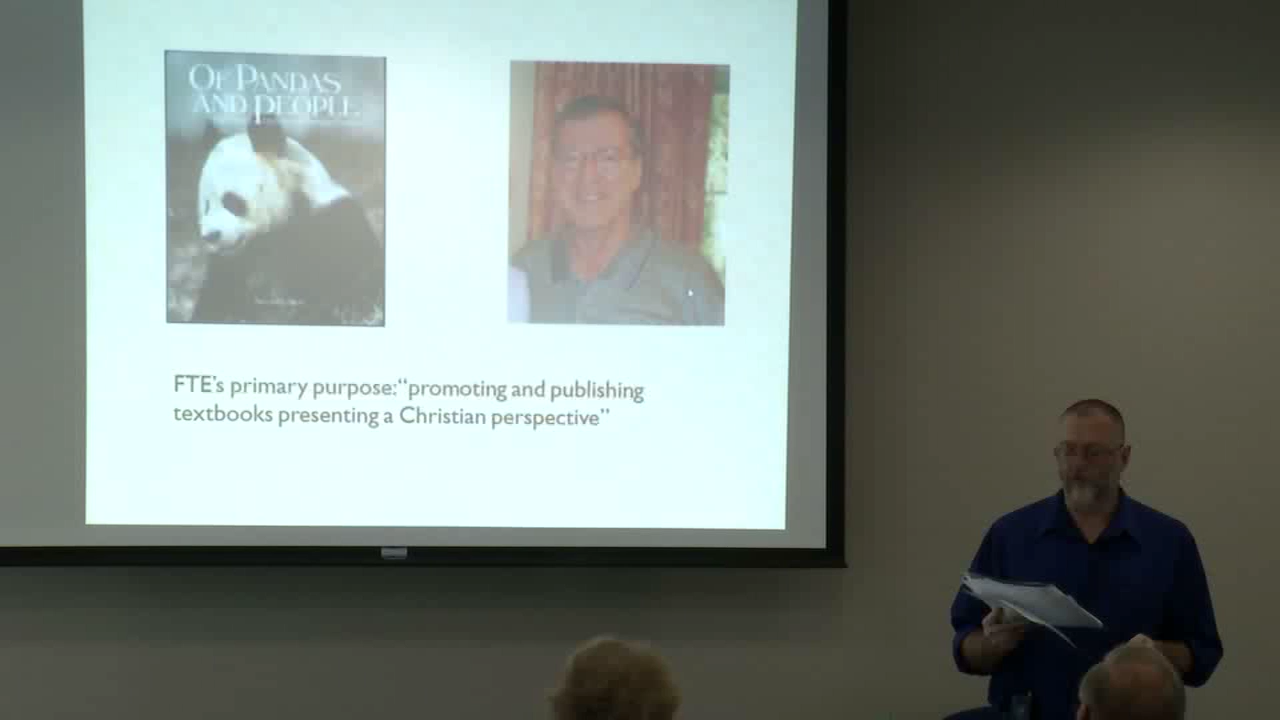 OF PANDAS
AND PEOPLE
FTE's primary purpose:“promoting and publishing
textbooks presenting a Christian perspective”